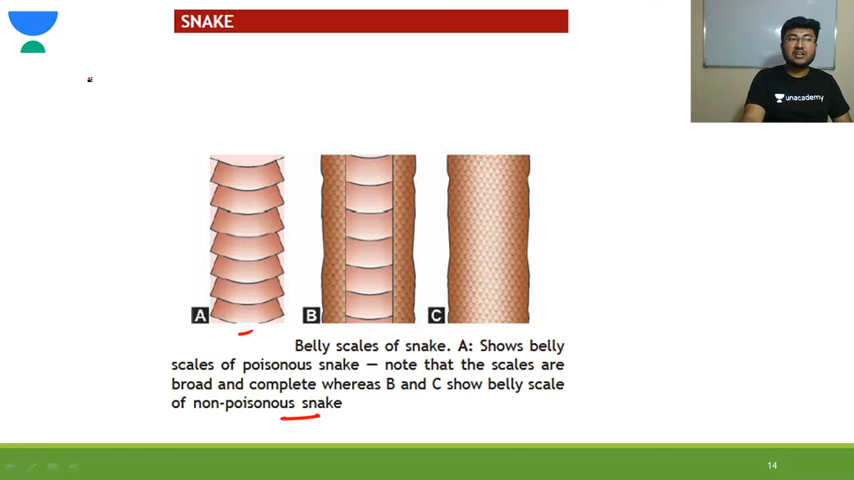 SNAKE
unacademy
A
B
C
Belly scales of snake. A: Shows belly
scales of poisonous snake — note that the scales are
broad and complete whereas B and C show belly scale
of non-poisonous snake
14